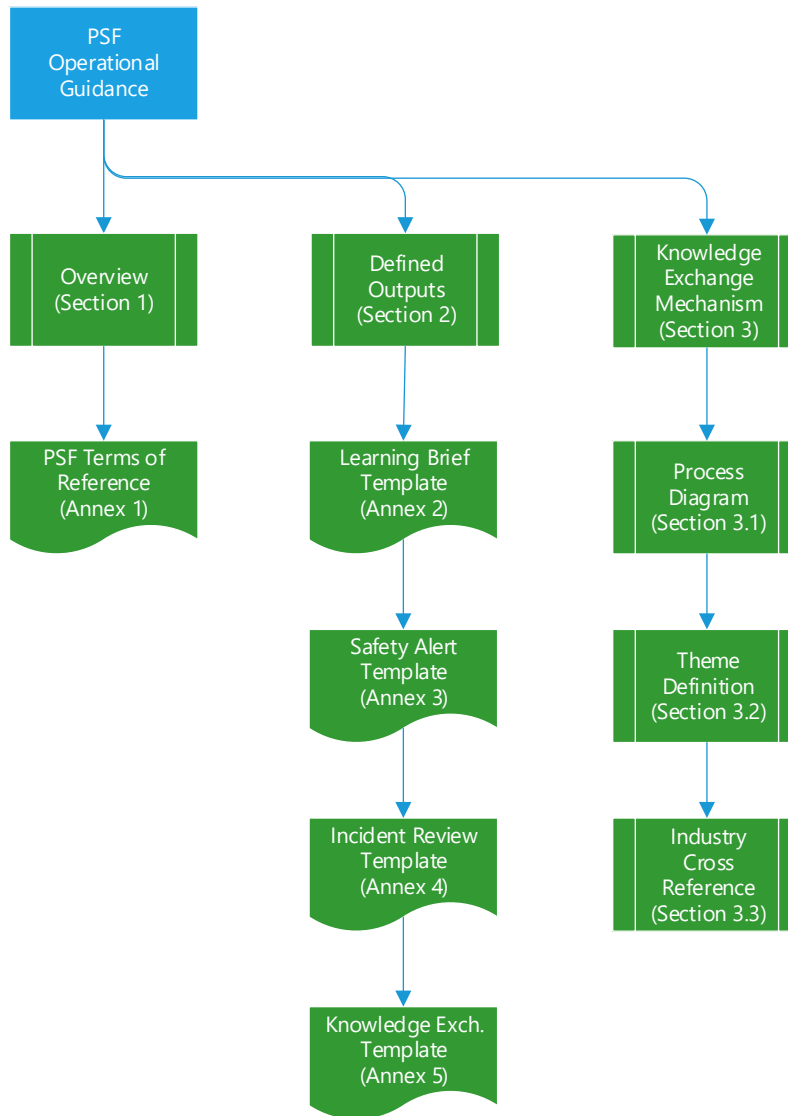 PSF
Operational
Guidance
Overview
(Section 1)
Defined
Outputs
(Section 2)
Knowledge
Exchange
Mechanism
(Section 3)
PSF Terms of
Reference
(Annex 1)
Learning Brief
Template
(Annex 2)
Process
Diagram
(Section 3.1)
Safety Alert
Template
(Annex 3)
Theme
Definition
(Section 3.2)
Incident Review
Template
(Annex 4)
Industry
Cross
Reference
(Section 3.3)
Knowledge Exch.
Template
(Annex 5)